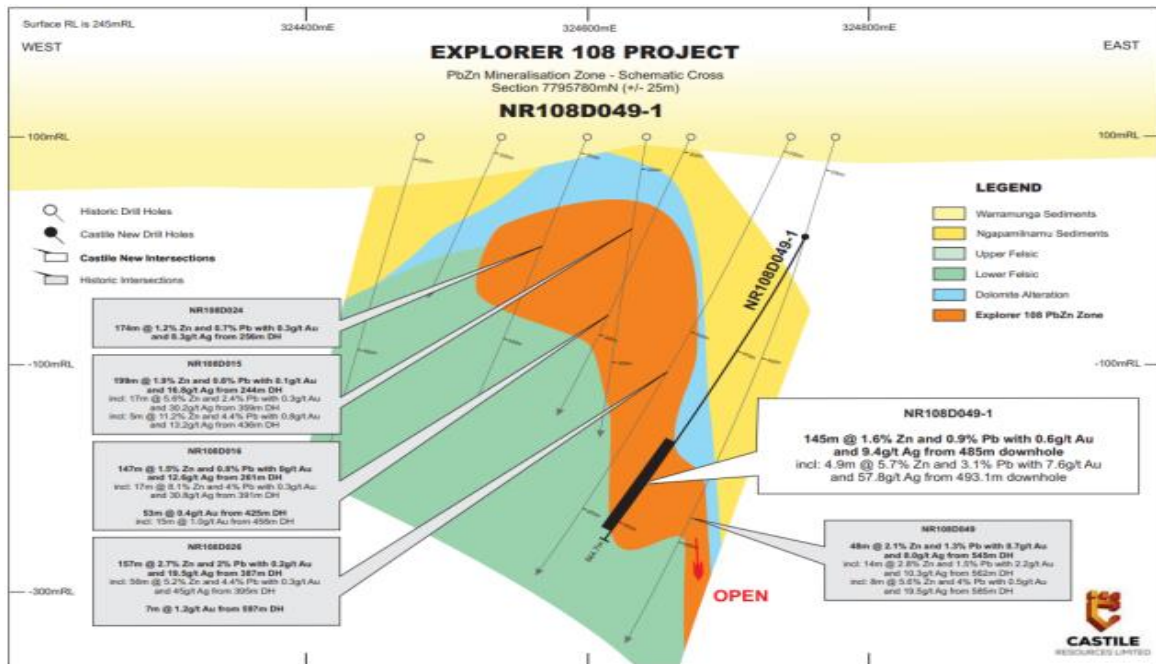 Surface RL is 245mRL
324400mE
324600mE
324800mE
WEST
EAST
EXPLORER 108 PROJECT
PbZn Mineralisation Zone - Schematic Cross
Section 7795780mN (+/- 25m)
NR108D049-1
100mRL
100mRL
Historic Drill Holes
Castile New Drill Holes
Castile New Intersections
Historic Intersections
LEGEND
Warramunga Sediments
Ngapamilnarnu Sediments
Upper Felsic
Lower Felsic
Dolomite Alteration
Explorer 108 PbZn Zone
NR108D049-1
NR108D024
174m @ 1.2% Zn and 0.7% Pb with 0.3g/t Au
and 6.3g/t Ag from 256m DH
-100mRL
-100mRL
NR108D015
199m @ 1.9% Zn and 0.8% Pb with 0.1g/t Au
and 16.8g/t Ag from 244m DH
incl: 17m @ 5.6% Zn and 2.4% Pb with 0.3g/t Au
and 30.2g/t Ag from 359m DH
incl: 5m @ 11.2% Zn and 4.4% Pb with 0.8g/t Au
and 13.2g/t Ag from 436m DH
NR108D016
147m @ 1.5% Zn and 0.8% Pb with 0g/t Au
and 12.6g/t Ag from 261m DH
incl: 17m @ 8.1% Zn and 4% Pb with 0.3g/t Au
and 30.8g/t Ag from 391m DH
53m @ 0.4g/t Au from 425m DH
incl: 15m @ 1.0g/t Au from 456m DH
NR108D026
157m @ 2.7% Zn and 2% Pb with 0.2g/t Au
and 19.5g/t Ag from 387m DH
incl: 58m @ 5.2% Zn and 4.4% Pb with 0.3g/t Au
and 45g/t Ag from 395m DH
7m @ 1.2g/t Au from 597m DH
NR108D049-1
145m @ 1.6% Zn and 0.9% Pb with 0.6g/t Au
and 9.4g/t Ag from 485m downhole
incl: 4.9m @ 5.7% Zn and 3.1% Pb with 7.6g/t Au
and 57.8g/t Ag from 493.1m downhole
NR108D049
48m @ 2.1% Zn and 1.3% Pb with 0.7g/t Au
and 8.0g/t Ag from 545m DH
incl: 14m @ 2.8% Zn and 1.5% Pb with 2.2g/t Au
and 10.3g/t Ag from 562m DH
incl: 8m @ 5.6% Zn and 4% Pb with 0.5g/t Au
and 19.5g/t Ag from 585m DH
-300mRL
-300mRL
OPEN
CASTILE
RESOURCES LIMITED